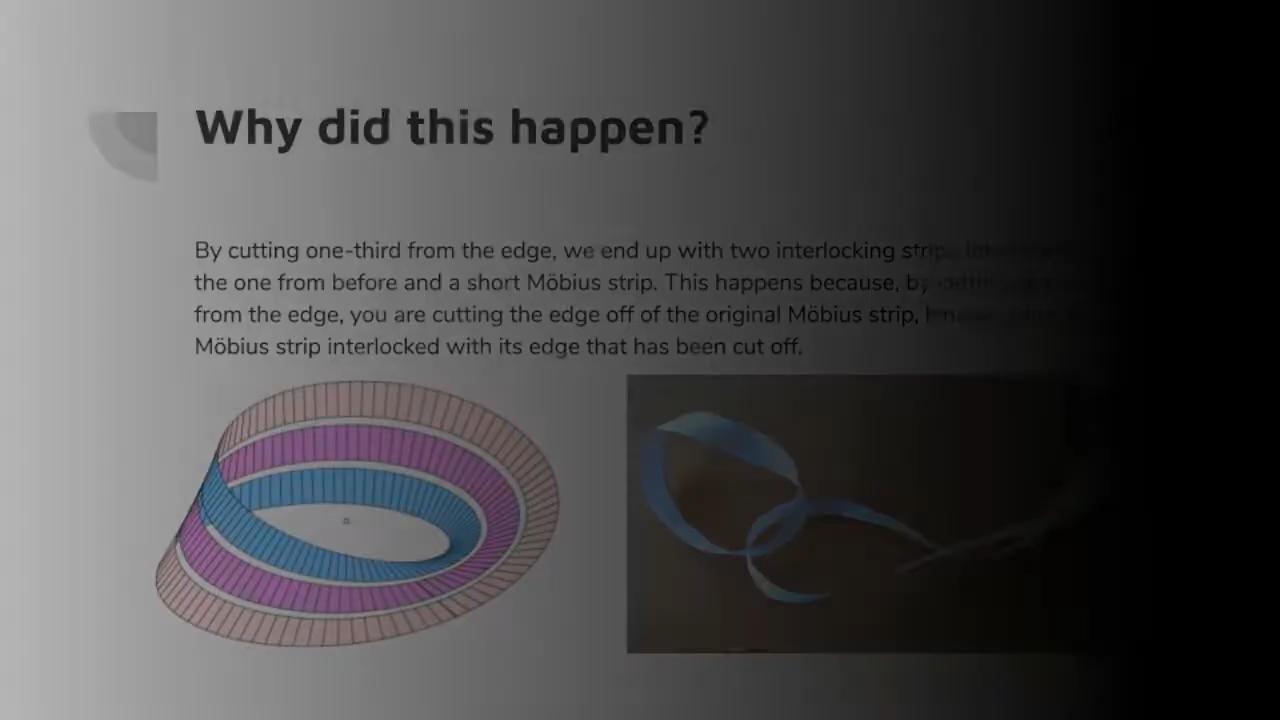 Why did this happen?
By cutting one-third from the edge, we end up with two interlocking strips
the one from before and a short Möbius strip. This happens because, by
from the edge, you are cutting the edge off of the original Möbius strip,
Möbius strip interlocked with its edge that has been cut off.